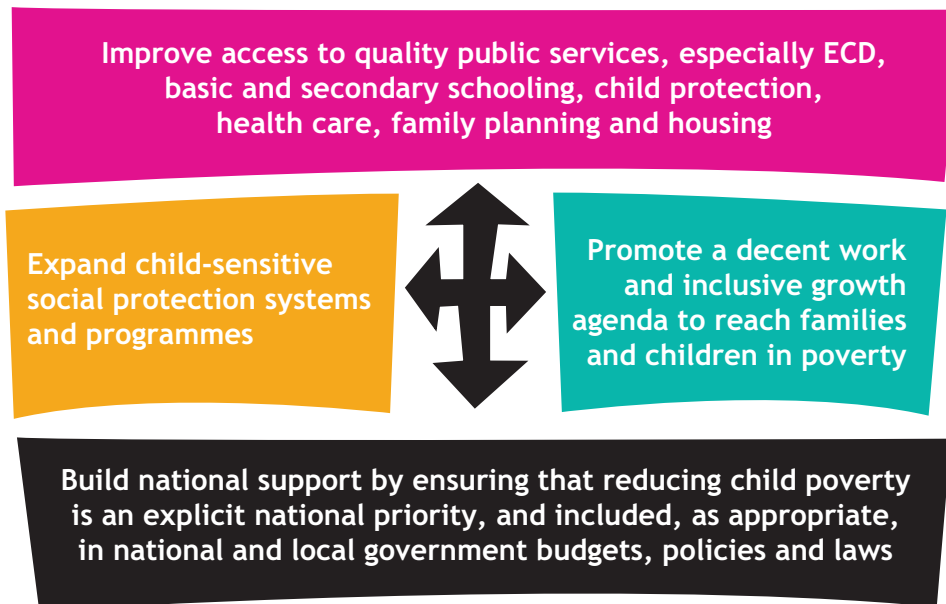 Improve access to quality public services, especially ECD,
basic and secondary schooling, child protection,
health care, family planning and housing
Expand child-sensitive
social protection systems
and programmes
Promote a decent work
and inclusive growth
agenda to reach families
and children in poverty
Build national support by ensuring that reducing child poverty
is an explicit national priority, and included, as appropriate,
in national and local government budgets, policies and laws